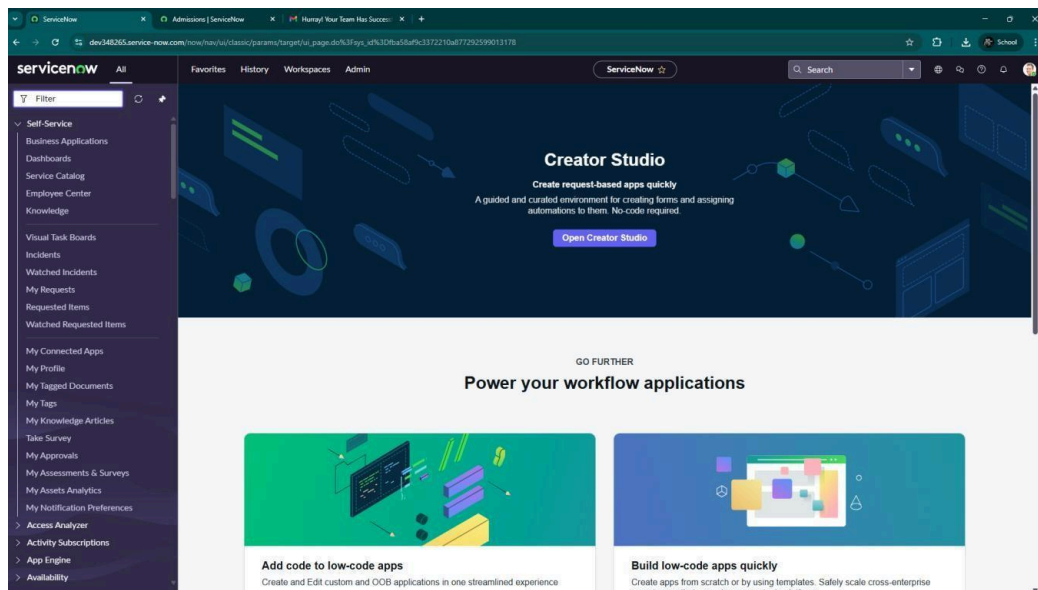 ServiceNow
Admissions | ServiceNow
Hurray! Your Team Has Success
dev348265.service-now.com/now/nav/ui/classic/params/target/ui_page.do%3Fsys_id%3Dfba58af9c3372210a877292599013178
School
servicenow All Favorites History Workspaces Admin
ServiceNow
Search
Filter
Self-Service
Business Applications
Dashboards
Service Catalog
Employee Center
Knowledge
Visual Task Boards
Incidents
Watched Incidents
My Requests
Requested Items
Watched Requested Items
My Connected Apps
My Profile
My Tagged Documents
My Tags
My Knowledge Articles
Take Survey
My Approvals
My Assessments & Surveys
My Assets Analytics
My Notification Preferences
Access Analyzer
Activity Subscriptions
App Engine
Availability
Creator Studio
Create request-based apps quickly
A guided and curated environment for creating forms and assigning
automations to them. No-code required.
Open Creator Studio
GO FURTHER
Power your workflow applications
Add code to low-code apps
Create and Edit custom and OOB applications in one streamlined experience
Build low-code apps quickly
Create apps from scratch or by using templates. Safely scale cross-enterprise